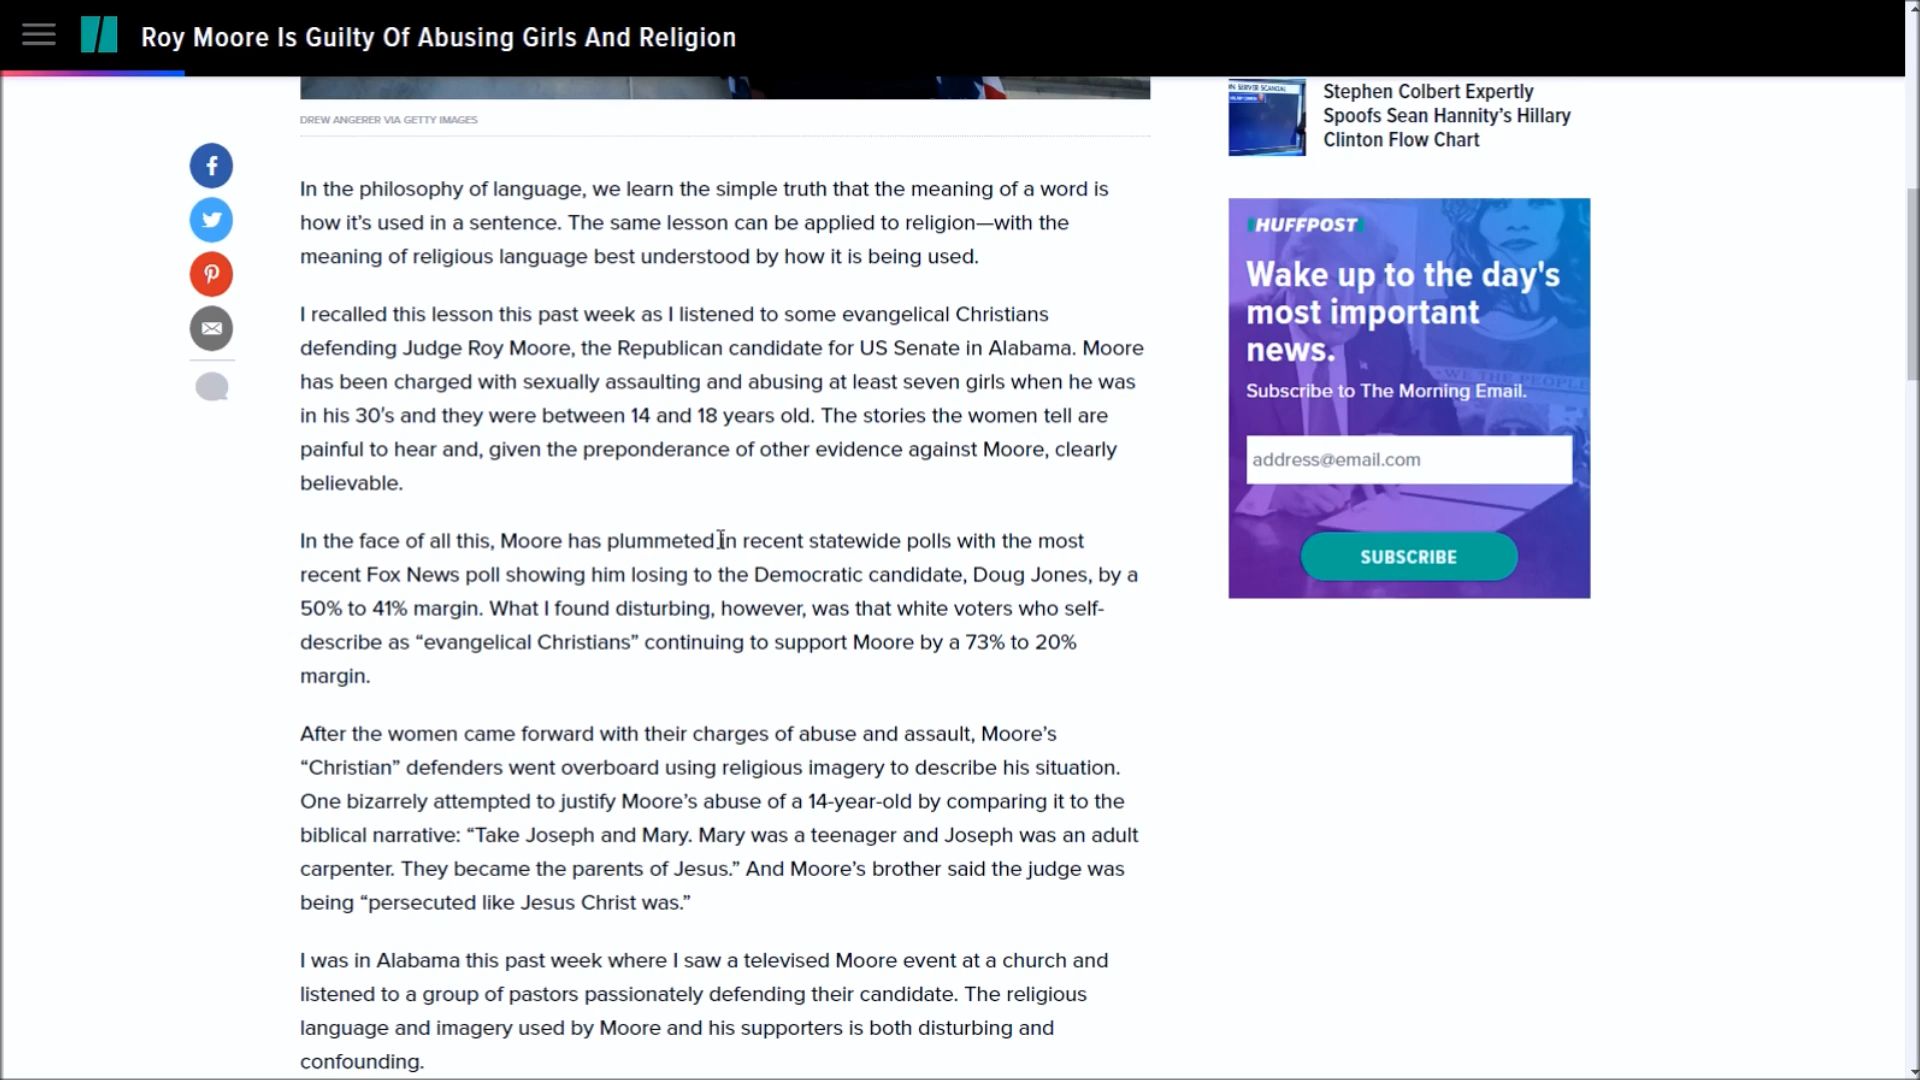 Roy Moore Is Guilty Of Abusing Girls And Religion
DREW ANGERER VIA GETTY IMAGES
In the philosophy of language, we learn the simple truth that the meaning of a word is
how it’s used in a sentence. The same lesson can be applied to religion—with the
meaning of religious language best understood by how it is being used.
I recalled this lesson this past week as I listened to some evangelical Christians
defending Judge Roy Moore, the Republican candidate for US Senate in Alabama. Moore
has been charged with sexually assaulting and abusing at least seven girls when he was
in his 30’s and they were between 14 and 18 years old. The stories the women tell are
painful to hear and, given the preponderance of other evidence against Moore, clearly
believable.
In the face of all this, Moore has plummeted in recent statewide polls with the most
recent Fox News poll showing him losing to the Democratic candidate, Doug Jones, by a
50% to 41% margin. What I found disturbing, however, was that white voters who self-
describe as “evangelical Christians” continuing to support Moore by a 73% to 20%
margin.
After the women came forward with their charges of abuse and assault, Moore’s
“Christian” defenders went overboard using religious imagery to describe his situation.
One bizarrely attempted to justify Moore’s abuse of a 14-year-old by comparing it to the
biblical narrative: “Take Joseph and Mary. Mary was a teenager and Joseph was an adult
carpenter. They became the parents of Jesus.” And Moore’s brother said the judge was
being “persecuted like Jesus Christ was.”
I was in Alabama this past week where I saw a televised Moore event at a church and
listened to a group of pastors passionately defending their candidate. The religious
language and imagery used by Moore and his supporters is both disturbing and
confounding.
Stephen Colbert Expertly
Spoofs Sean Hannity’s Hillary
Clinton Flow Chart
HUFFPOST
Wake up to the day's
most important
news.
WE THE PEOPLE
Subscribe to The Morning Email.
address@email.com
SUBSCRIBE